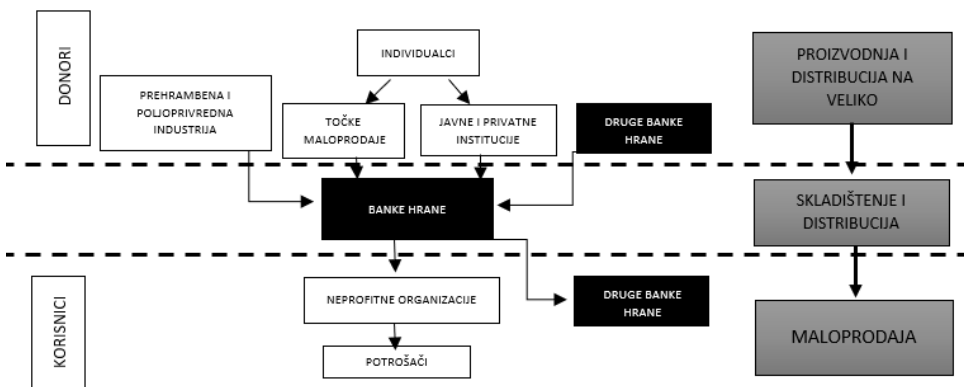 DONORI
INDIVIDUALCI
PREHRAMBENA I
POLJOPRIVREDNA
INDUSTRIJA
TOČKE
MALOPRODAJE
JAVNE I PRIVATNE
INSTITUCIJE
DRUGE BANKE
HRANE
PROIZVODNJA I
DISTRIBUCIJA NA
VELIKO
BANKE HRANE
SKLADIŠTENJE I
DISTRIBUCIJA
KORISNICI
NEPROFITNE ORGANIZACIJE
DRUGE BANKE
HRANE
MALOPRODAJA
POTROŠAČI